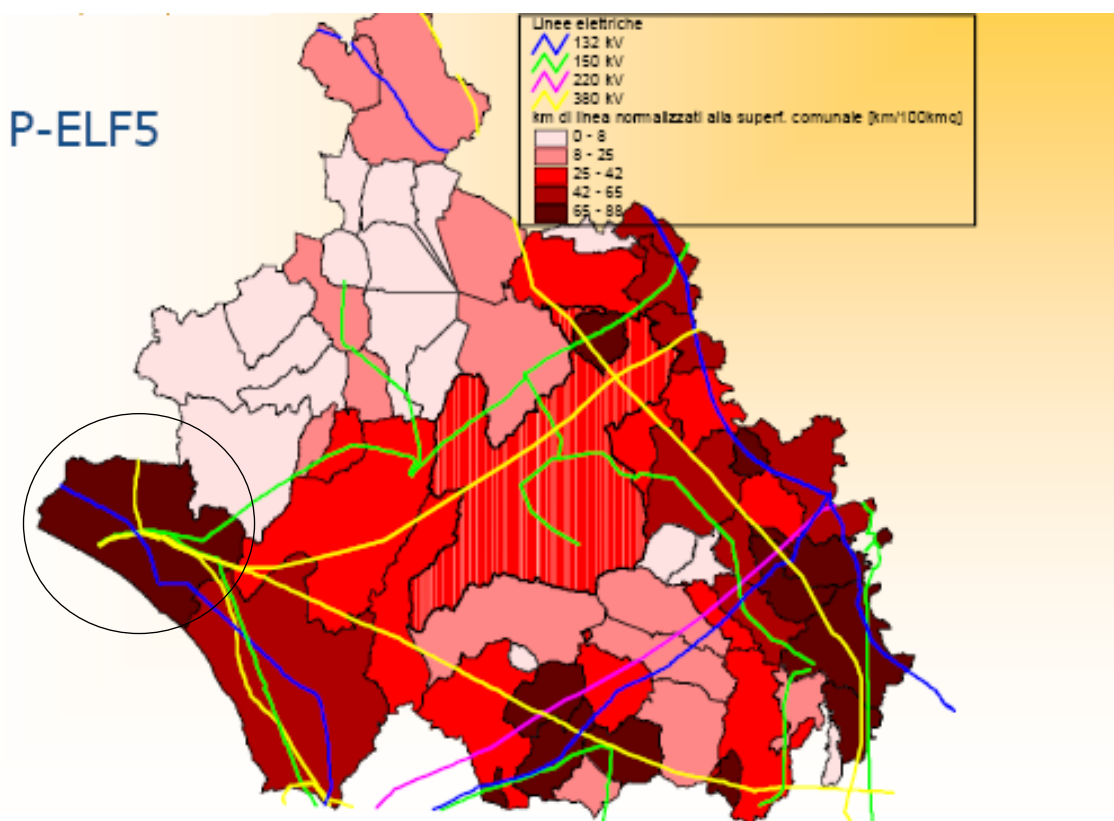 Linee elettriche
132 kV
150 kV
220 kV
380 kV
km di linea normalizzati alla superf. comunale [km/100kmq]
0 - 8
8 - 25
25 - 42
42 - 65
65 - 88
P-ELF5